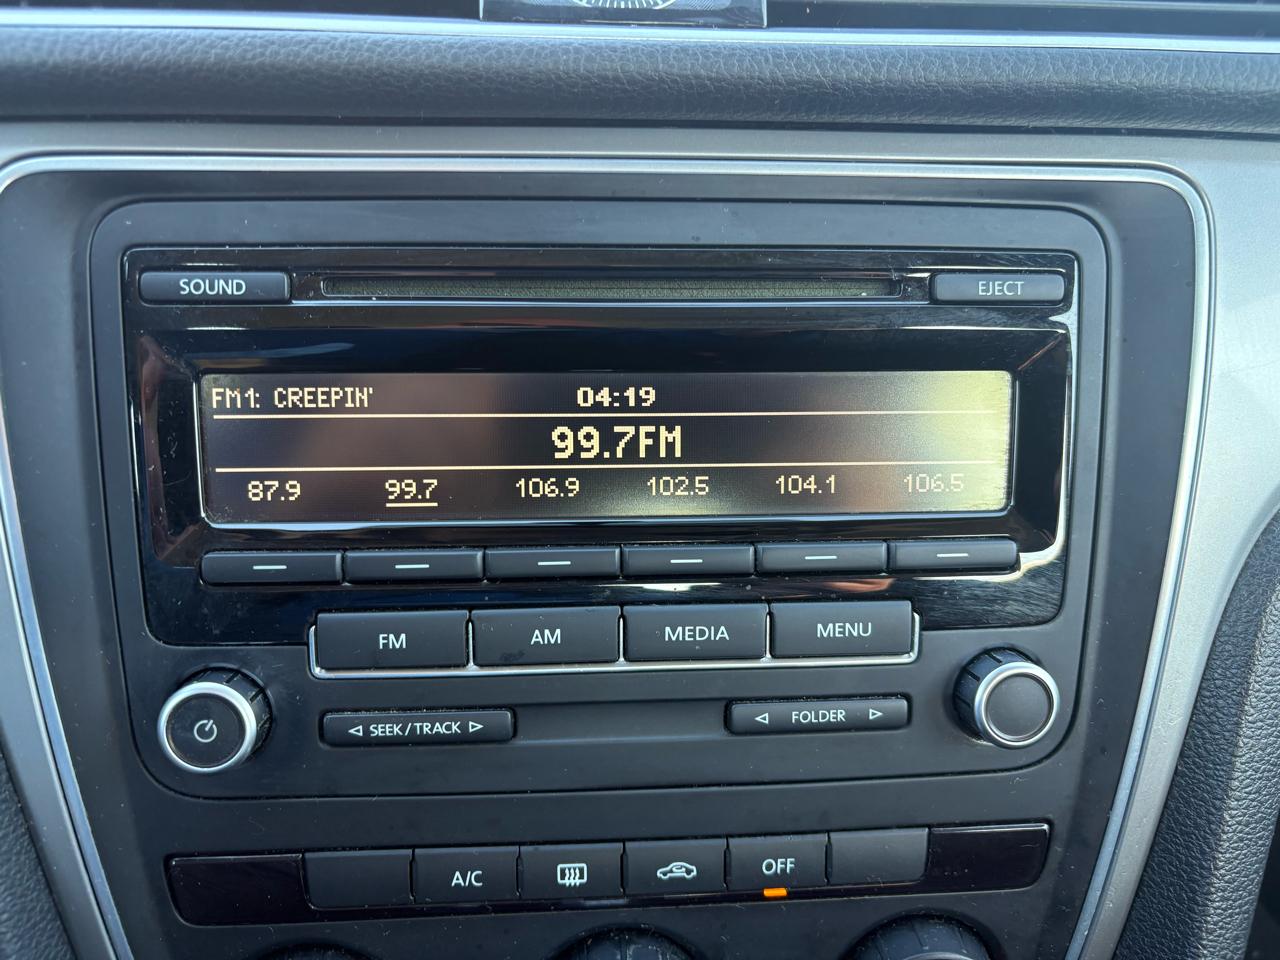 SOUND EJECT
FM1: CREEPIN' 04:19
99.7FM
87.9 99.7 106.9 102.5 104.1 106.5
FM AM MEDIA MENU
SEEK/TRACK FOLDER
A/C OFF